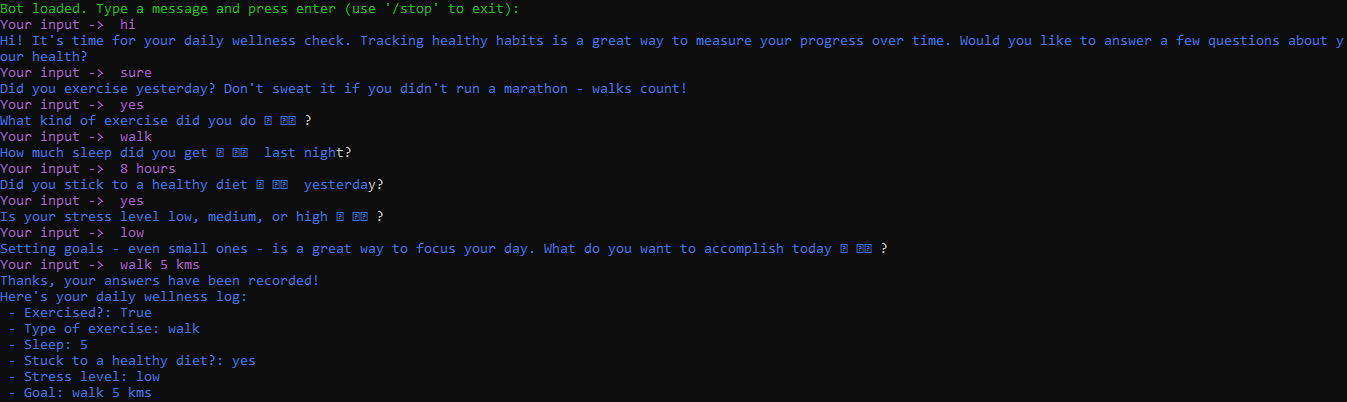 Bot loaded. Type a message and press enter (use '/stop' to exit):
Your input ->  hi
Hi! It's time for your daily wellness check. Tracking healthy habits is a great way to measure your progress over time. Would you like to answer a few questions about y
our health?
Your input ->  sure
Did you exercise yesterday? Don't sweat it if you didn't run a marathon - walks count!
Your input ->  yes
What kind of exercise did you do ?
Your input ->  walk
How much sleep did you get last night?
Your input ->  8 hours
Did you stick to a healthy diet yesterday?
Your input ->  yes
Is your stress level low, medium, or high ?
Your input ->  low
Setting goals - even small ones - is a great way to focus your day. What do you want to accomplish today ?
Your input ->  walk 5 kms
Thanks, your answers have been recorded!
Here's your daily wellness log:
- Exercised?: True
- Type of exercise: walk
- Sleep: 5
- Stuck to a healthy diet?: yes
- Stress level: low
- Goal: walk 5 kms